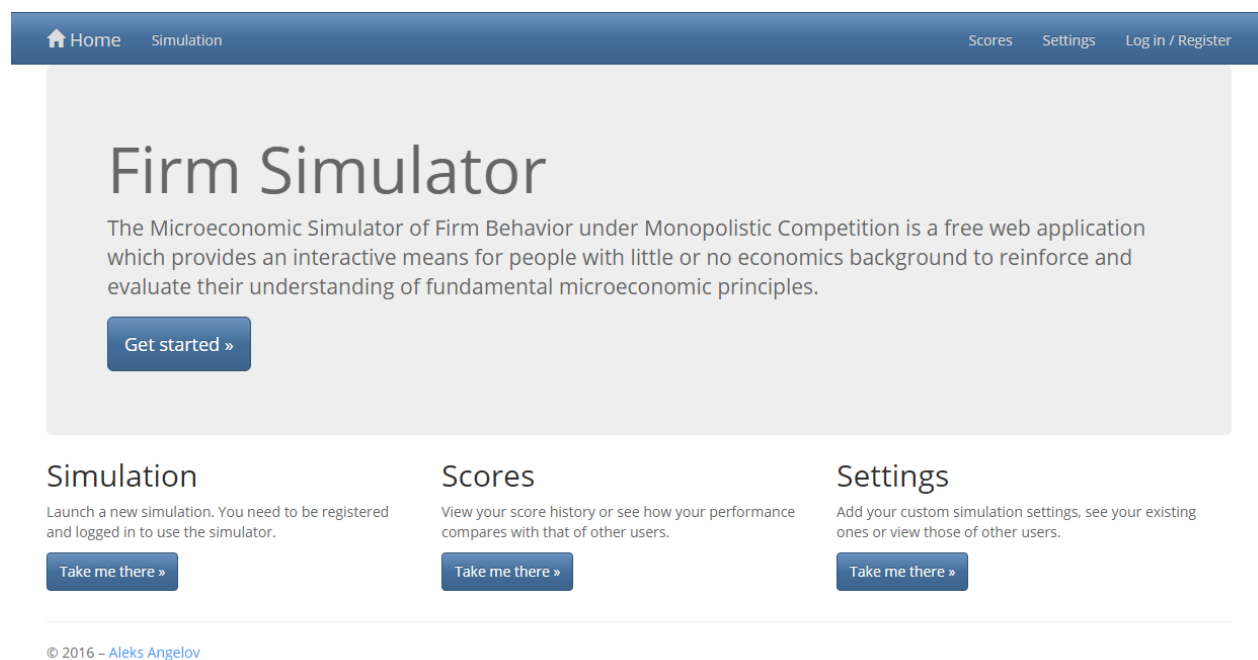 Home Simulation Scores Settings Log in / Register
Firm Simulator
The Microeconomic Simulator of Firm Behavior under Monopolistic Competition is a free web application
which provides an interactive means for people with little or no economics background to reinforce and
evaluate their understanding of fundamental microeconomic principles.
Get started »
Simulation
Launch a new simulation. You need to be registered
and logged in to use the simulator.
Take me there »
Scores
View your score history or see how your performance
compares with that of other users.
Take me there »
Settings
Add your custom simulation settings, see your existing
ones or view those of other users.
Take me there »
© 2016 – Aleks Angelov